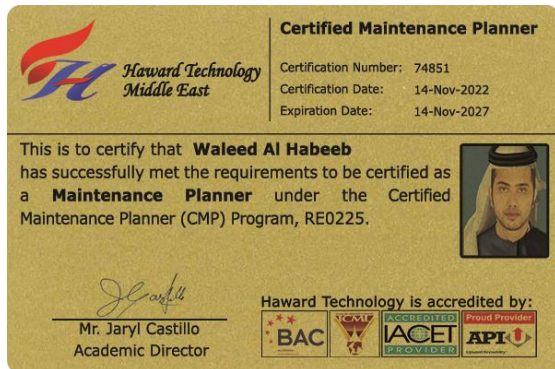 Haward Technology
Middle East
Certified Maintenance Planner
Certification Number: 74851
Certification Date: 14-Nov-2022
Expiration Date: 14-Nov-2027
This is to certify that Waleed Al Habeeb
has successfully met the requirements to be certified as
a Maintenance Planner under the Certified
Maintenance Planner (CMP) Program, RE0225.
Mr. Jaryl Castillo
Academic Director
Haward Technology is accredited by:
BAC
ACCREDITED
IACET
PROVIDER
Proud Provider
API